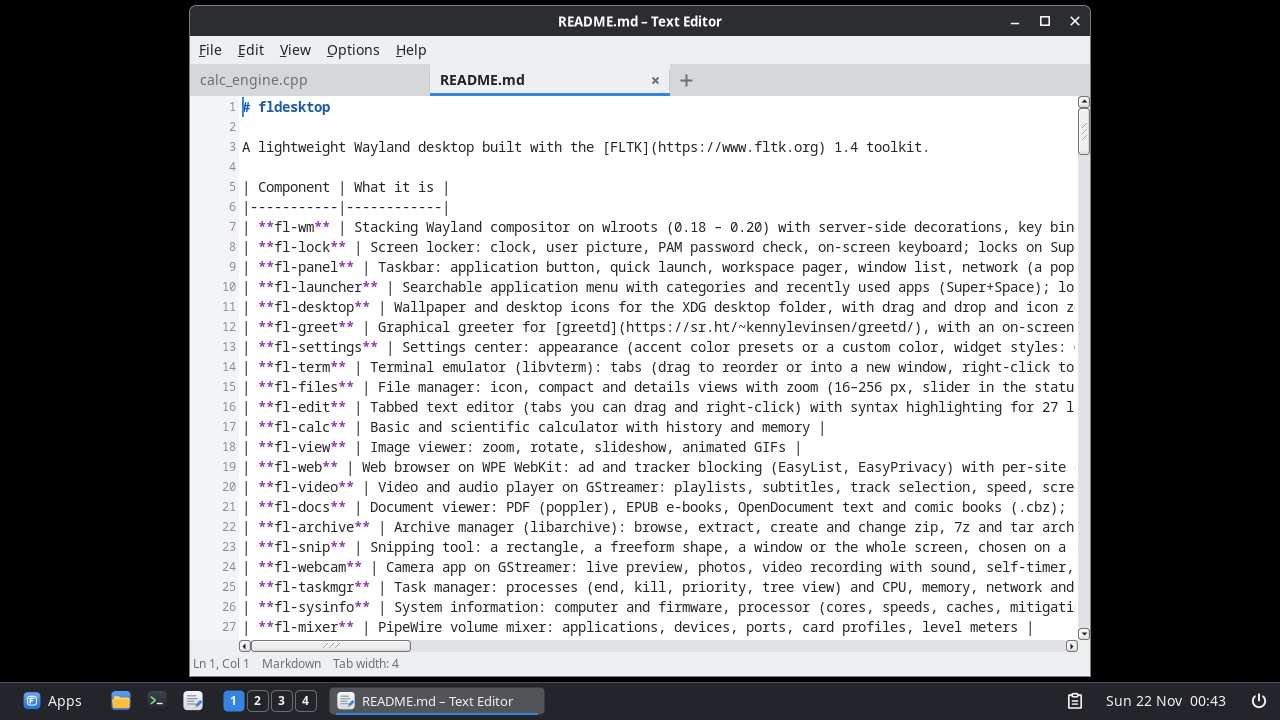 README.md – Text Editor
File Edit View Options Help
calc_engine.cpp README.md
1 # fldesktop
2
3 A lightweight Wayland desktop built with the [FLTK](https://www.fltk.org) 1.4 toolkit.
4
5 | Component | What it is |
6 |-----------|------------|
7 | **fl-wm** | Stacking Wayland compositor on wlroots (0.18 – 0.20) with server-side decorations, key bin
8 | **fl-lock** | Screen locker: clock, user picture, PAM password check, on-screen keyboard; locks on Sup
9 | **fl-panel** | Taskbar: application button, quick launch, workspace pager, window list, network (a pop
10 | **fl-launcher** | Searchable application menu with categories and recently used apps (Super+Space); lo
11 | **fl-desktop** | Wallpaper and desktop icons for the XDG desktop folder, with drag and drop and icon z
12 | **fl-greet** | Graphical greeter for [greetd](https://sr.ht/~kennylevinsen/greetd/), with an on-screen
13 | **fl-settings** | Settings center: appearance (accent color presets or a custom color, widget styles:
14 | **fl-term** | Terminal emulator (libvterm): tabs (drag to reorder or into a new window, right-click to
15 | **fl-files** | File manager: icon, compact and details views with zoom (16–256 px, slider in the statu
16 | **fl-edit** | Tabbed text editor (tabs you can drag and right-click) with syntax highlighting for 27 l
17 | **fl-calc** | Basic and scientific calculator with history and memory |
18 | **fl-view** | Image viewer: zoom, rotate, slideshow, animated GIFs |
19 | **fl-web** | Web browser on WPE WebKit: ad and tracker blocking (EasyList, EasyPrivacy) with per-site
20 | **fl-video** | Video and audio player on GStreamer: playlists, subtitles, track selection, speed, scre
21 | **fl-docs** | Document viewer: PDF (poppler), EPUB e-books, OpenDocument text and comic books (.cbz);
22 | **fl-archive** | Archive manager (libarchive): browse, extract, create and change zip, 7z and tar arch
23 | **fl-snip** | Snipping tool: a rectangle, a freeform shape, a window or the whole screen, chosen on a
24 | **fl-webcam** | Camera app on GStreamer: live preview, photos, video recording with sound, self-timer,
25 | **fl-taskmgr** | Task manager: processes (end, kill, priority, tree view) and CPU, memory, network and
26 | **fl-sysinfo** | System information: computer and firmware, processor (cores, speeds, caches, mitigati
27 | **fl-mixer** | PipeWire volume mixer: applications, devices, ports, card profiles, level meters |
Ln 1, Col 1 Markdown Tab width: 4
Apps 1 2 3 4 README.md – Text Editor Sun 22 Nov 00:43